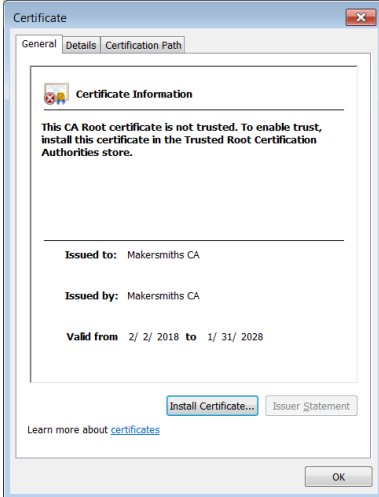 Certificate
General Details Certification Path
Certificate Information
This CA Root certificate is not trusted. To enable trust,
install this certificate in the Trusted Root Certification
Authorities store.
Issued to: Makersmiths CA
Issued by: Makersmiths CA
Valid from 2/ 2/ 2018 to 1/ 31/ 2028
Install Certificate... Issuer Statement
Learn more about certificates
OK